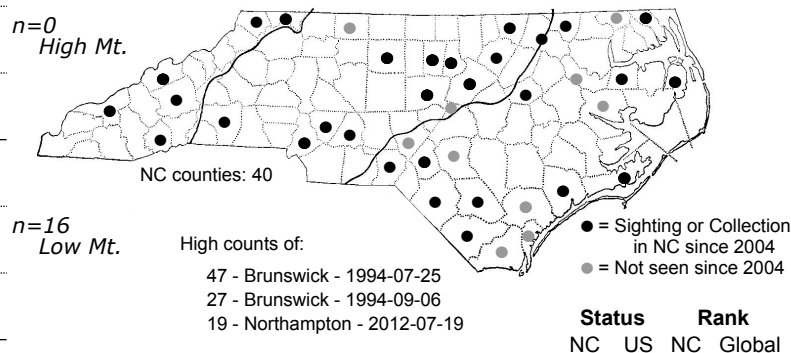 n=0
High Mt.
NC counties: 40
n=16
Low Mt.
High counts of:
47 - Brunswick - 1994-07-25
27 - Brunswick - 1994-09-06
19 - Northampton - 2012-07-19
= Sighting or Collection
in NC since 2004
= Not seen since 2004
Status Rank
NC US NC Global